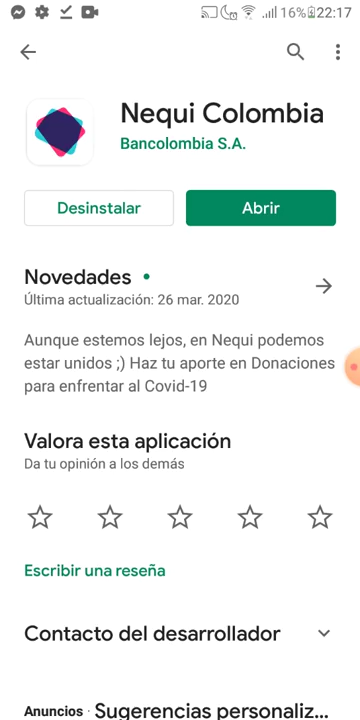 16% 22:17
Nequi Colombia
Bancolombia S.A.
Desinstalar
Abrir
Novedades
Última actualización: 26 mar. 2020
Aunque estemos lejos, en Nequi podemos
estar unidos ;) Haz tu aporte en Donaciones
para enfrentar al Covid-19
Valora esta aplicación
Da tu opinión a los demás
Escribir una reseña
Contacto del desarrollador
Anuncios · Sugerencias personaliz...